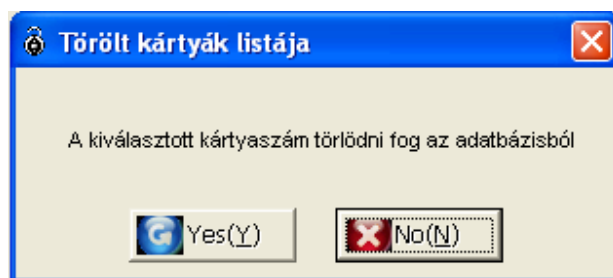 Törölt kártyák listája
A kiválasztott kártyaszám törlődni fog az adatbázisból
Yes(Y)
No(N)